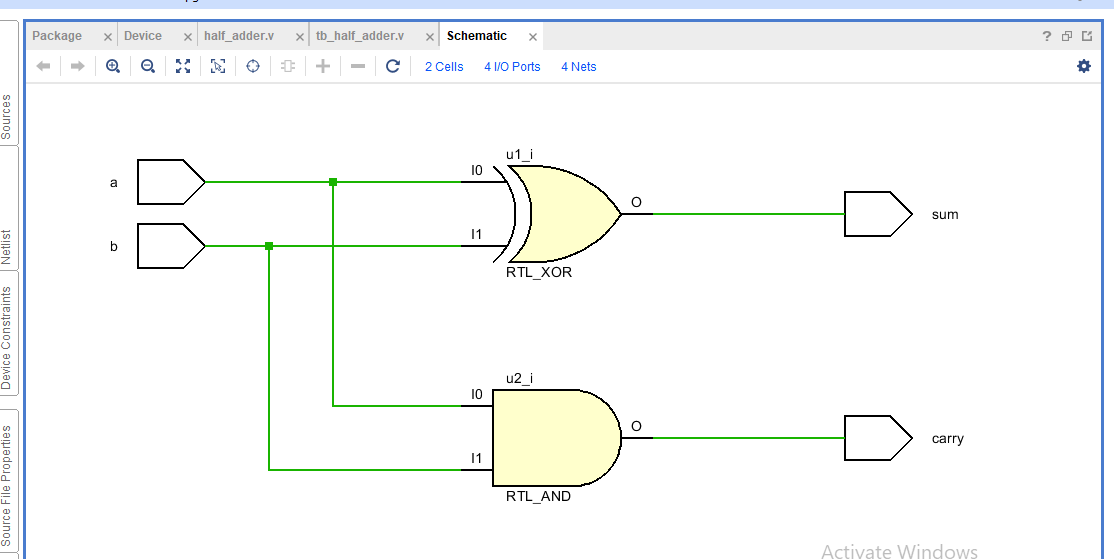 Package
Device
half_adder.v
tb_half_adder.v
Schematic
?
2 Cells
4 I/O Ports
4 Nets
Sources
Netlist
Device Constraints
Source File Properties
a
b
u1_i
I0
I1
O
RTL_XOR
sum
u2_i
I0
I1
O
RTL_AND
carry
Activate Windows